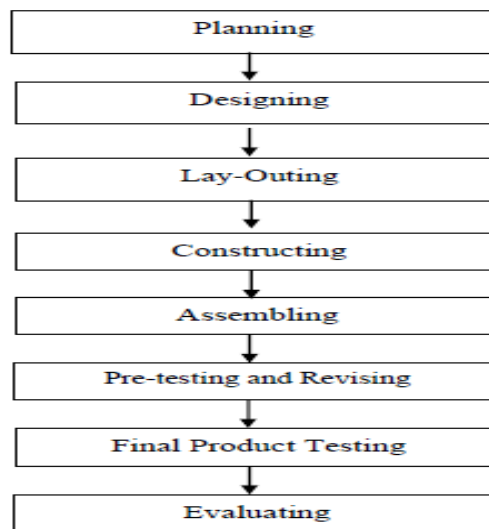 Planning
Designing
Lay-Outing
Constructing
Assembling
Pre-testing and Revising
Final Product Testing
Evaluating